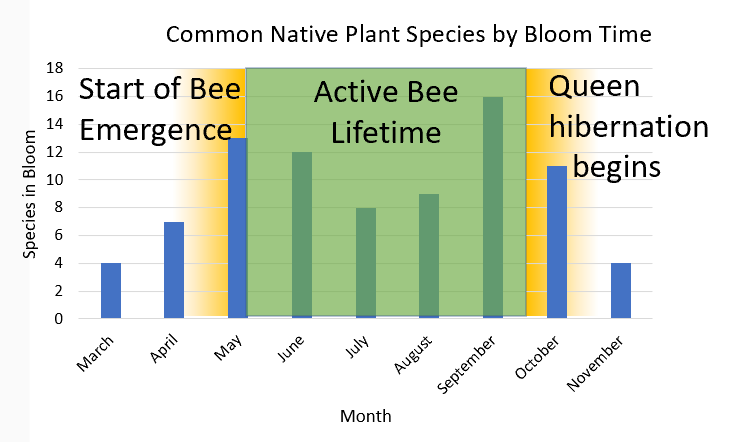 Common Native Plant Species by Bloom Time
18
16
14
12
10
8
6
4
2
0
Species in Bloom
Start of Bee
Emergence
Active Bee
Lifetime
Queen
hibernation
begins
March
April
May
June
July
August
September
October
November
Month